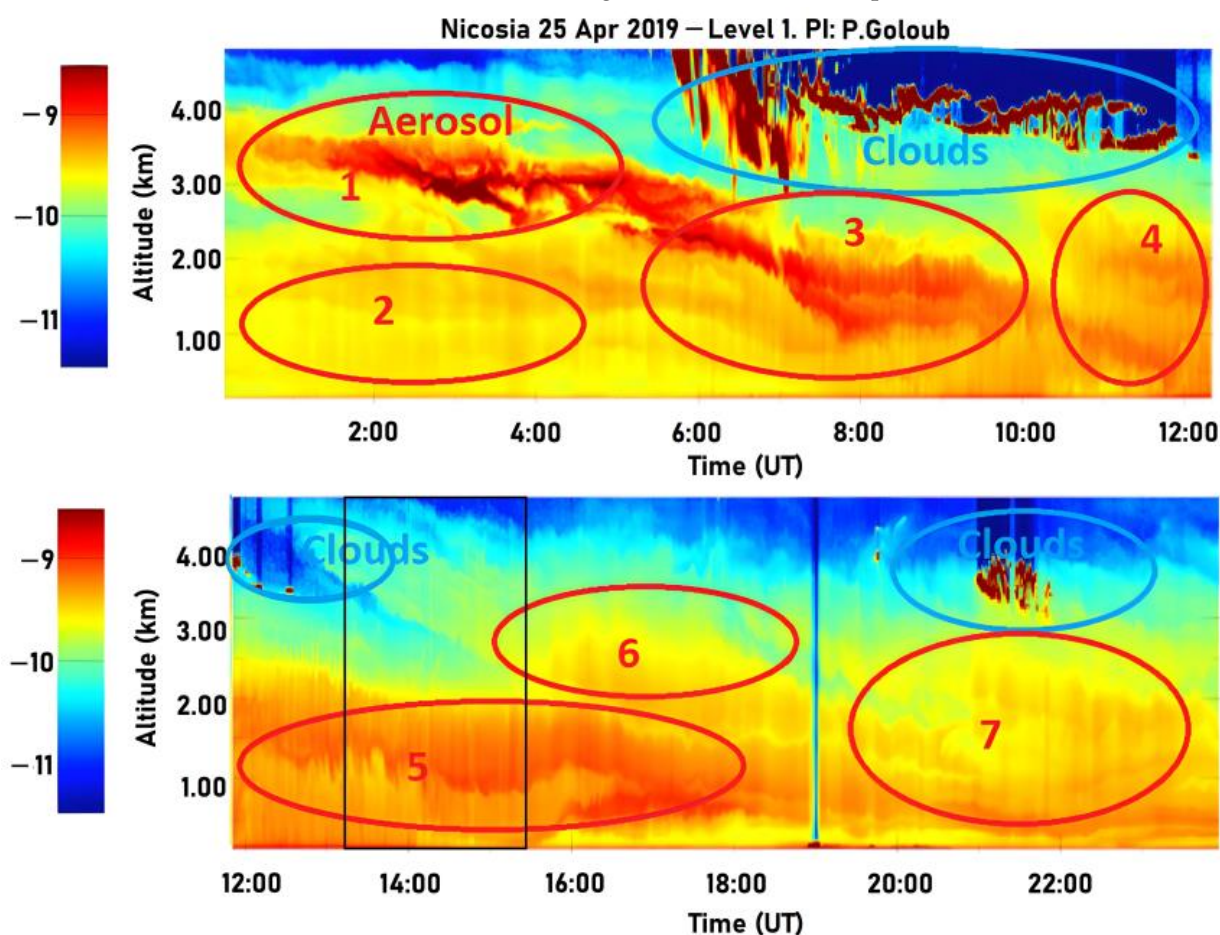 Nicosia 25 Apr 2019 – Level 1. PI: P.Goloub
−9
−10
−11
Altitude (km)
4.00
3.00
2.00
1.00
Aerosol
Clouds
1
2
3
4
2:00 4:00 6:00 8:00 10:00 12:00
Time (UT)
−9
−10
−11
Altitude (km)
4.00
3.00
2.00
1.00
Clouds
Clouds
5
6
7
12:00 14:00 16:00 18:00 20:00 22:00
Time (UT)